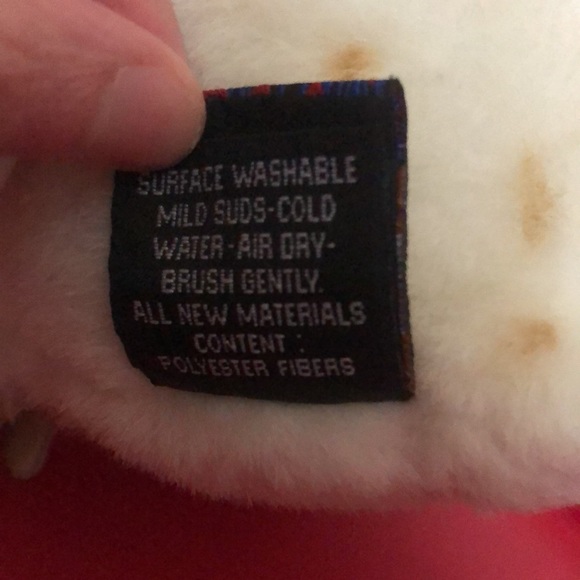 SURFACE WASHABLE
MILD SUDS-COLD
WATER-AIR DRY-
BRUSH GENTLY.
ALL NEW MATERIALS
CONTENT :
POLYESTER FIBERS